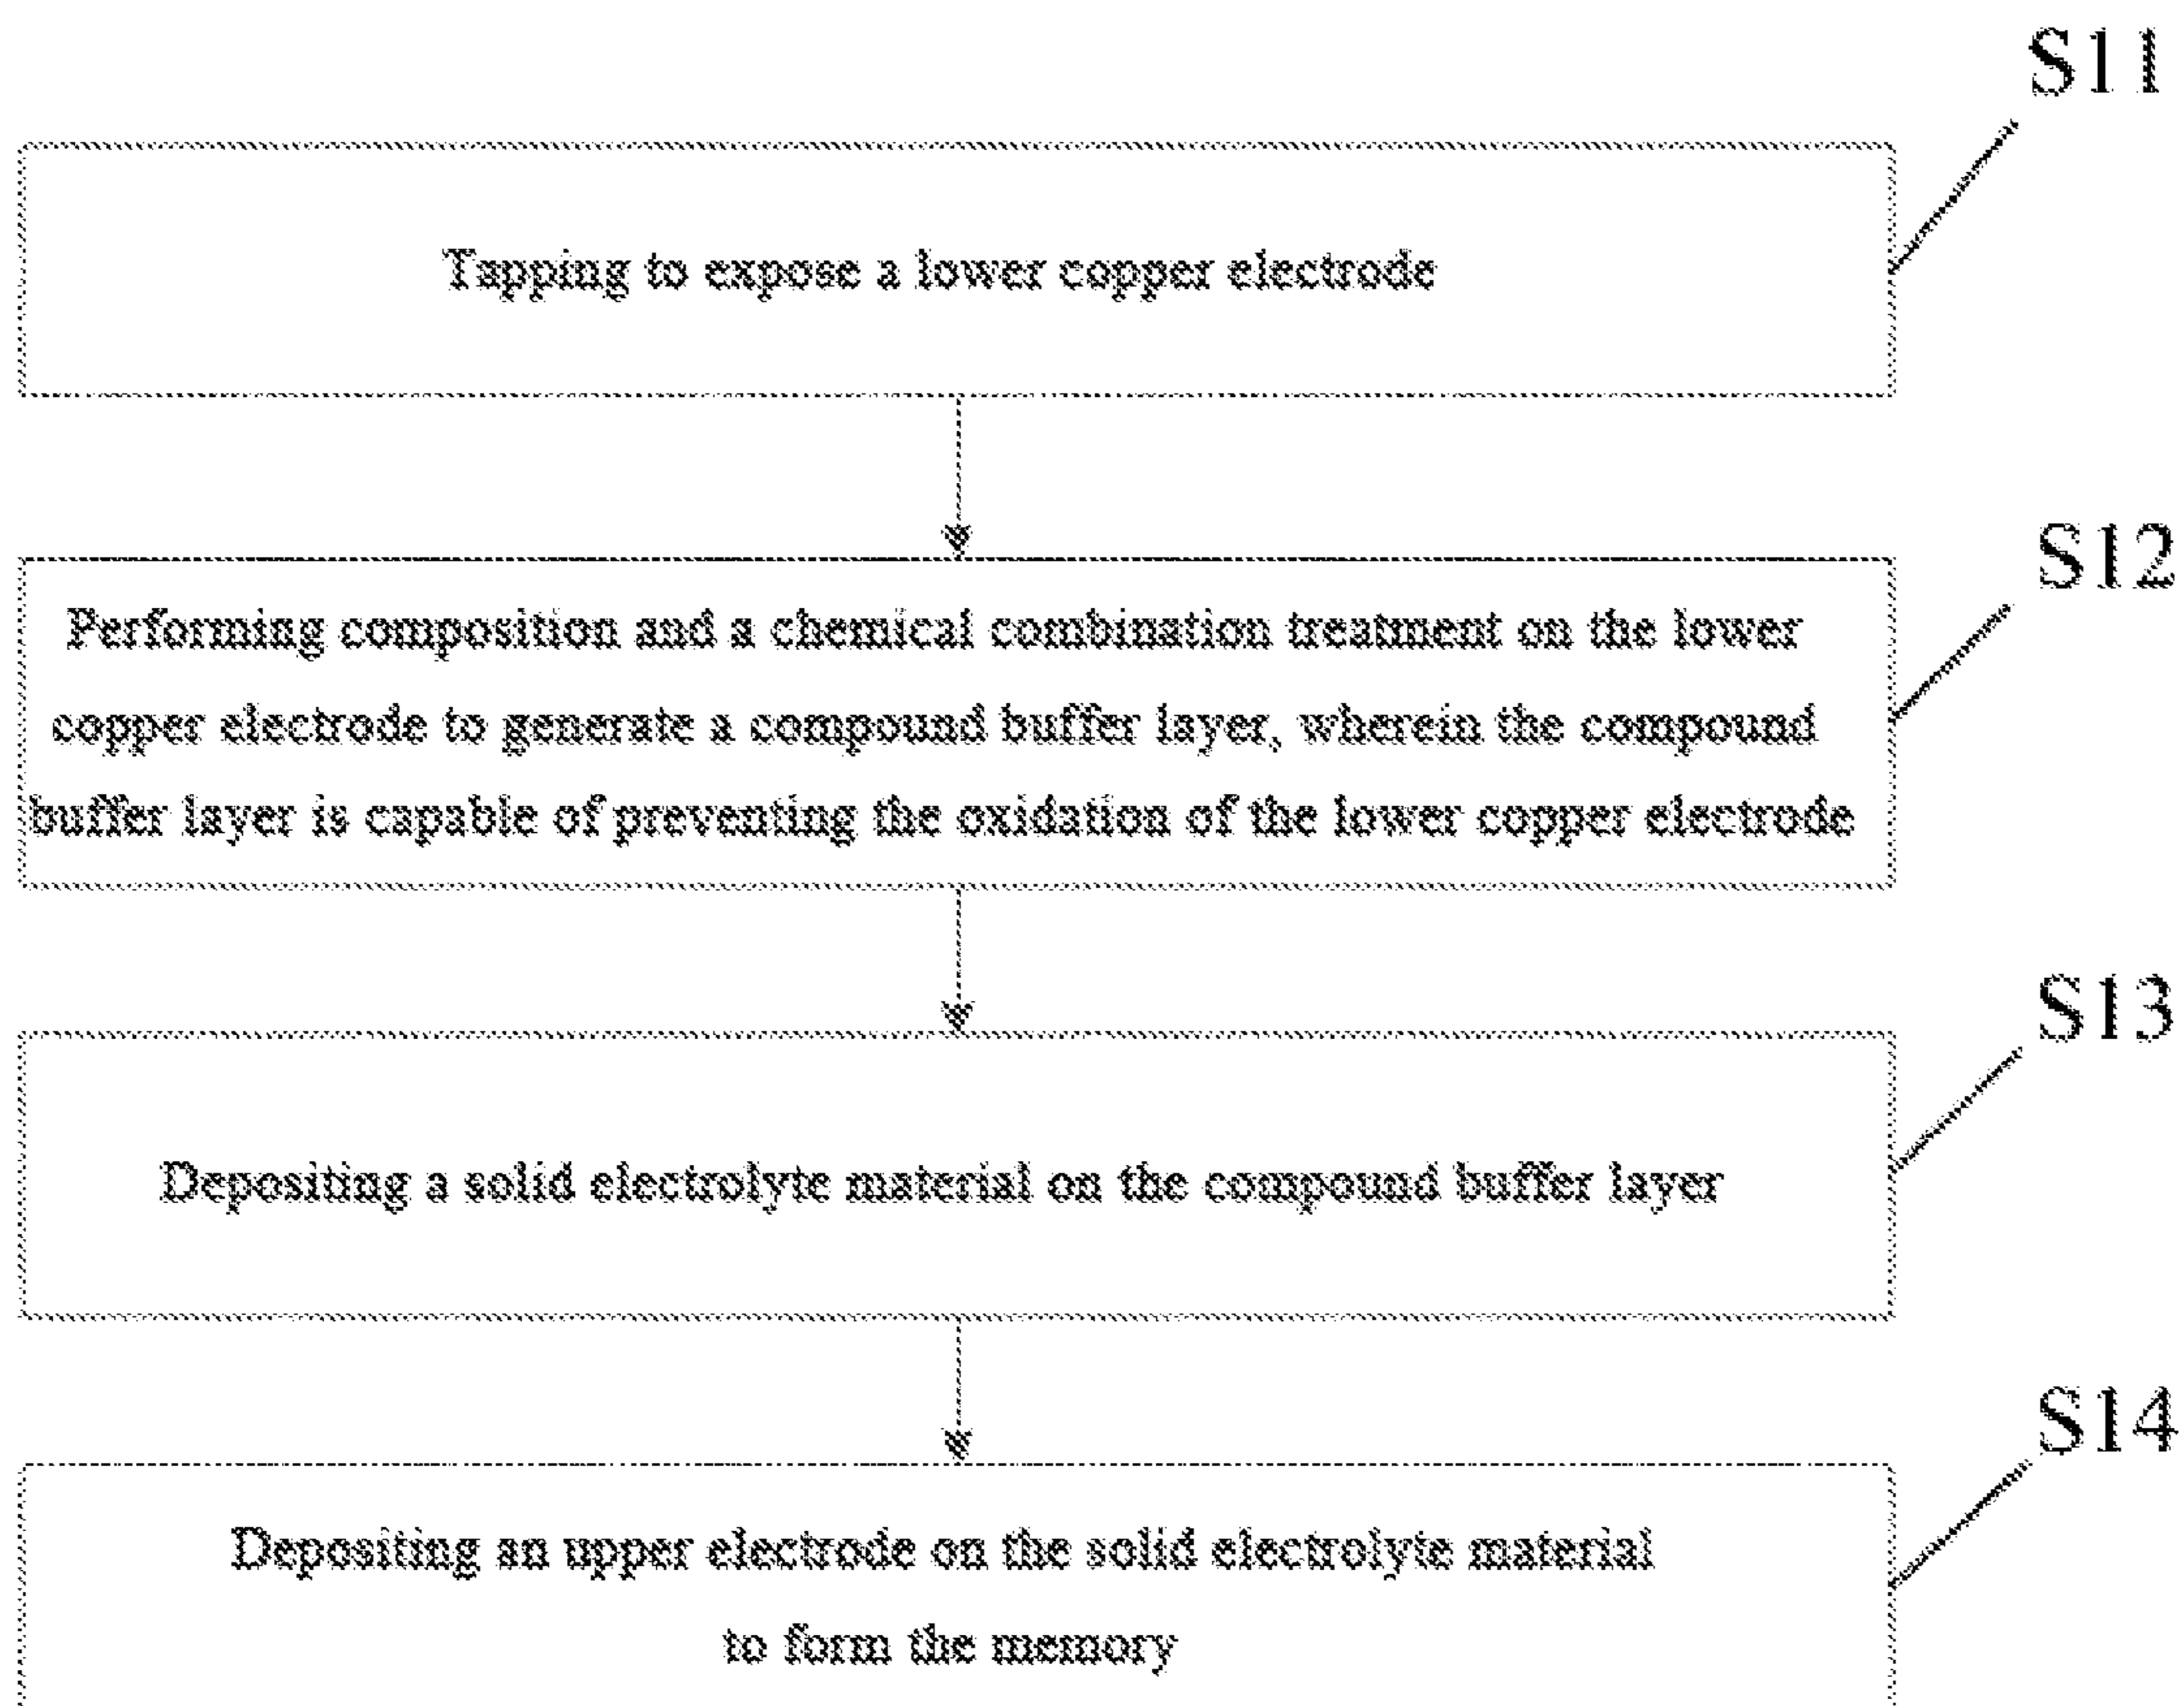 S11
Tapping to expose a lower copper electrode
S12
Performing composition and a chemical combination treatment on the lower
copper electrode to generate a compound buffer layer, wherein the compound
buffer layer is capable of preventing the oxidation of the lower copper electrode
S13
Depositing a solid electrolyte material on the compound buffer layer
S14
Depositing an upper electrode on the solid electrolyte material
to form the memory